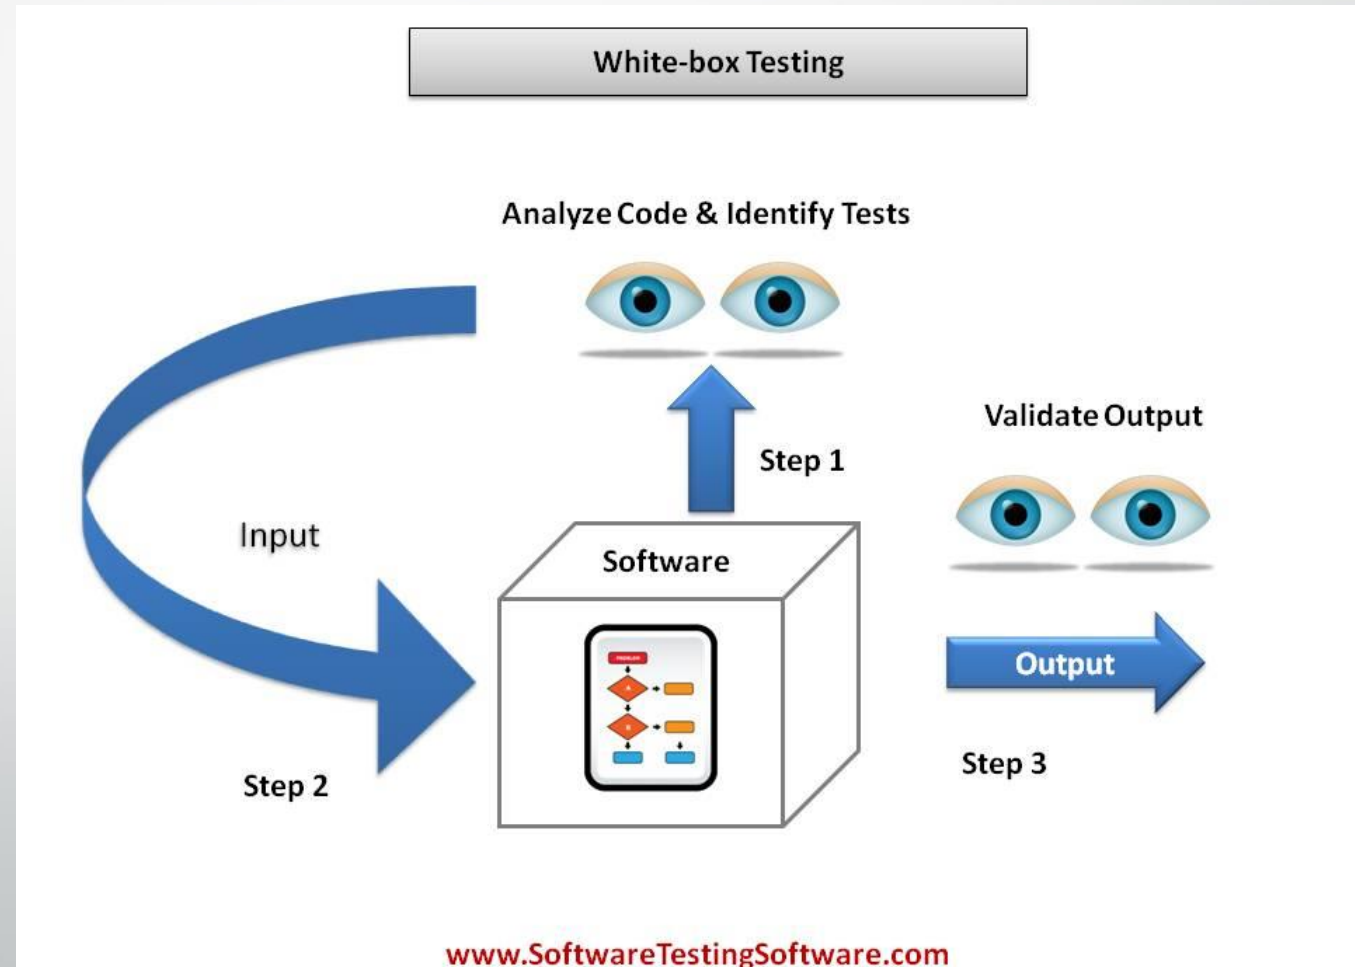 White-box Testing
Analyze Code & Identify Tests
Validate Output
Step 1
Input
Software
PROBLEM
A
B
Output
Step 2
Step 3
www.SoftwareTestingSoftware.com